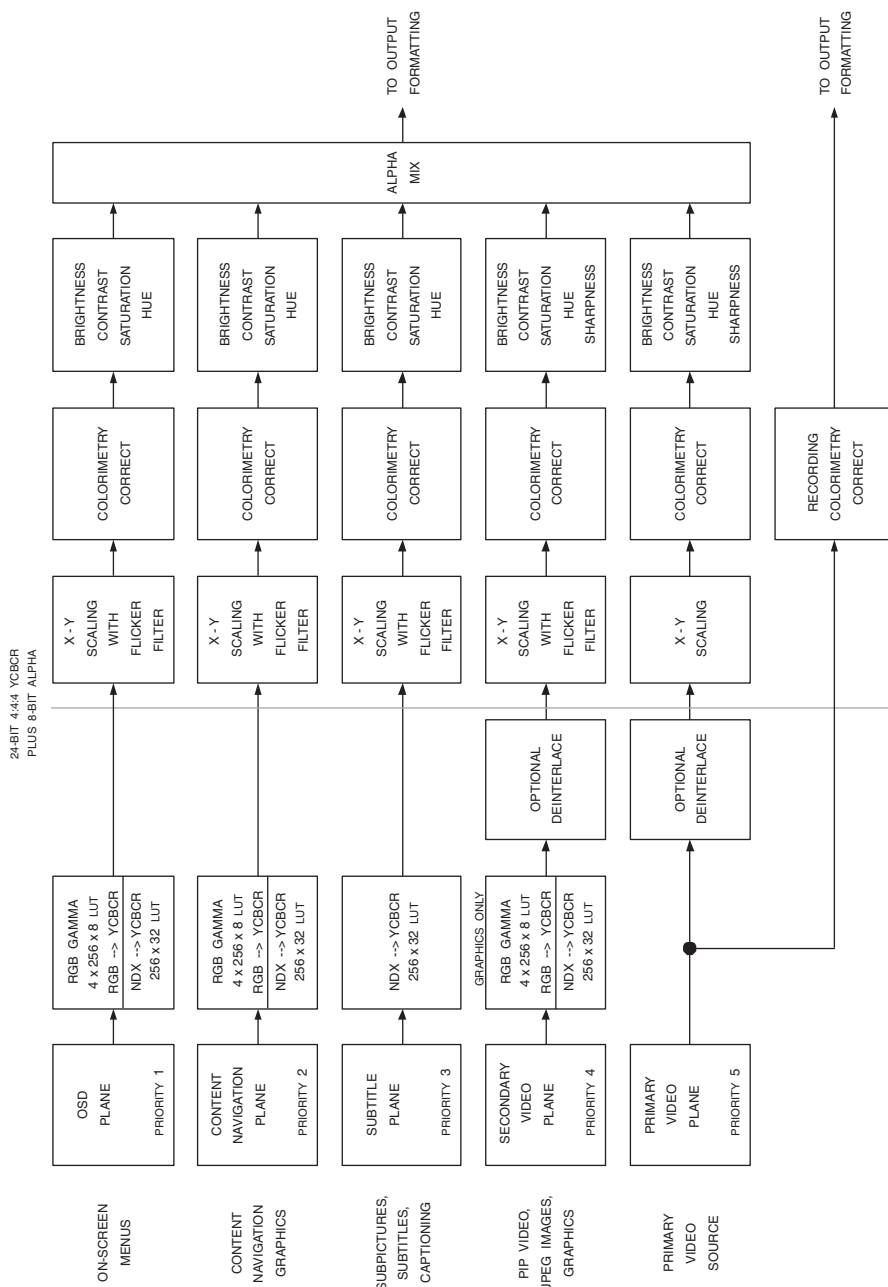 ON-SCREEN
MENUS
OSD
PLANE
PRIORITY 1
RGB GAMMA
4 x 256 x 8 LUT
RGB --> YCBCR
NDX --> YCBCR
256 x 32 LUT
24-BIT 4:4:4 YCBCR
PLUS 8-BIT ALPHA
X - Y
SCALING
WITH
FLICKER
FILTER
COLORIMETRY
CORRECT
BRIGHTNESS
CONTRAST
SATURATION
HUE
CONTENT
NAVIGATION
GRAPHICS
CONTENT
NAVIGATION
PLANE
PRIORITY 2
RGB GAMMA
4 x 256 x 8 LUT
RGB --> YCBCR
NDX --> YCBCR
256 x 32 LUT
X - Y
SCALING
WITH
FLICKER
FILTER
COLORIMETRY
CORRECT
BRIGHTNESS
CONTRAST
SATURATION
HUE
SUBPICTURES,
SUBTITLES,
CAPTIONING
SUBTITLE
PLANE
PRIORITY 3
NDX --> YCBCR
256 x 32 LUT
X - Y
SCALING
WITH
FLICKER
FILTER
COLORIMETRY
CORRECT
BRIGHTNESS
CONTRAST
SATURATION
HUE
ALPHA
MIX
TO OUTPUT
FORMATTING
PIP VIDEO,
JPEG IMAGES,
GRAPHICS
SECONDARY
VIDEO
PLANE
PRIORITY 4
GRAPHICS ONLY
RGB GAMMA
4 x 256 x 8 LUT
RGB --> YCBCR
NDX --> YCBCR
256 x 32 LUT
OPTIONAL
DEINTERLACE
X - Y
SCALING
WITH
FLICKER
FILTER
COLORIMETRY
CORRECT
BRIGHTNESS
CONTRAST
SATURATION
HUE
SHARPNESS
PRIMARY
VIDEO
SOURCE
PRIMARY
VIDEO
PLANE
PRIORITY 5
OPTIONAL
DEINTERLACE
X - Y
SCALING
COLORIMETRY
CORRECT
BRIGHTNESS
CONTRAST
SATURATION
HUE
SHARPNESS
RECORDING
COLORIMETRY
CORRECT
TO OUTPUT
FORMATTING